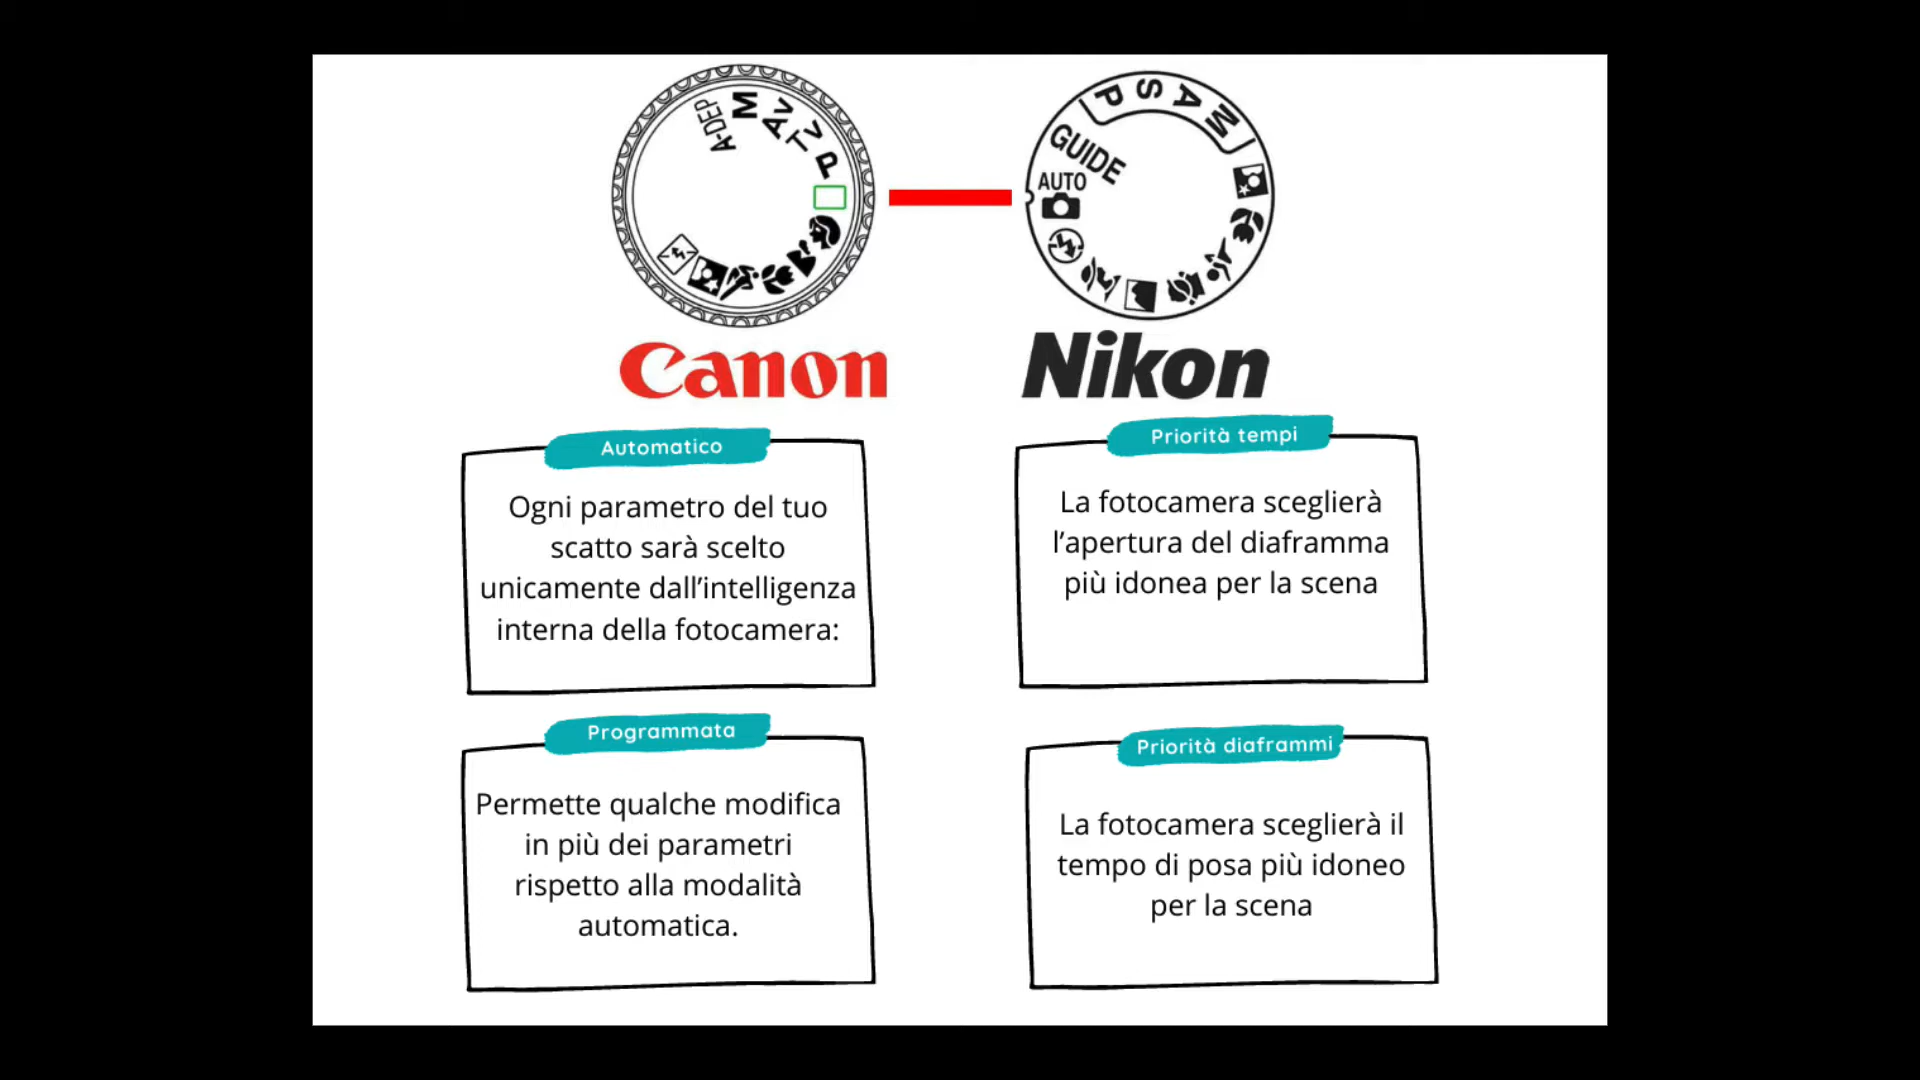 A-DEP
M
Av
Tv
P
P
S
A
M
GUIDE
AUTO
Canon
Nikon
Automatico
Ogni parametro del tuo
scatto sarà scelto
unicamente dall’intelligenza
interna della fotocamera:
Priorità tempi
La fotocamera sceglierà
l’apertura del diaframma
più idonea per la scena
Programmata
Permette qualche modifica
in più dei parametri
rispetto alla modalità
automatica.
Priorità diaframmi
La fotocamera sceglierà il
tempo di posa più idoneo
per la scena